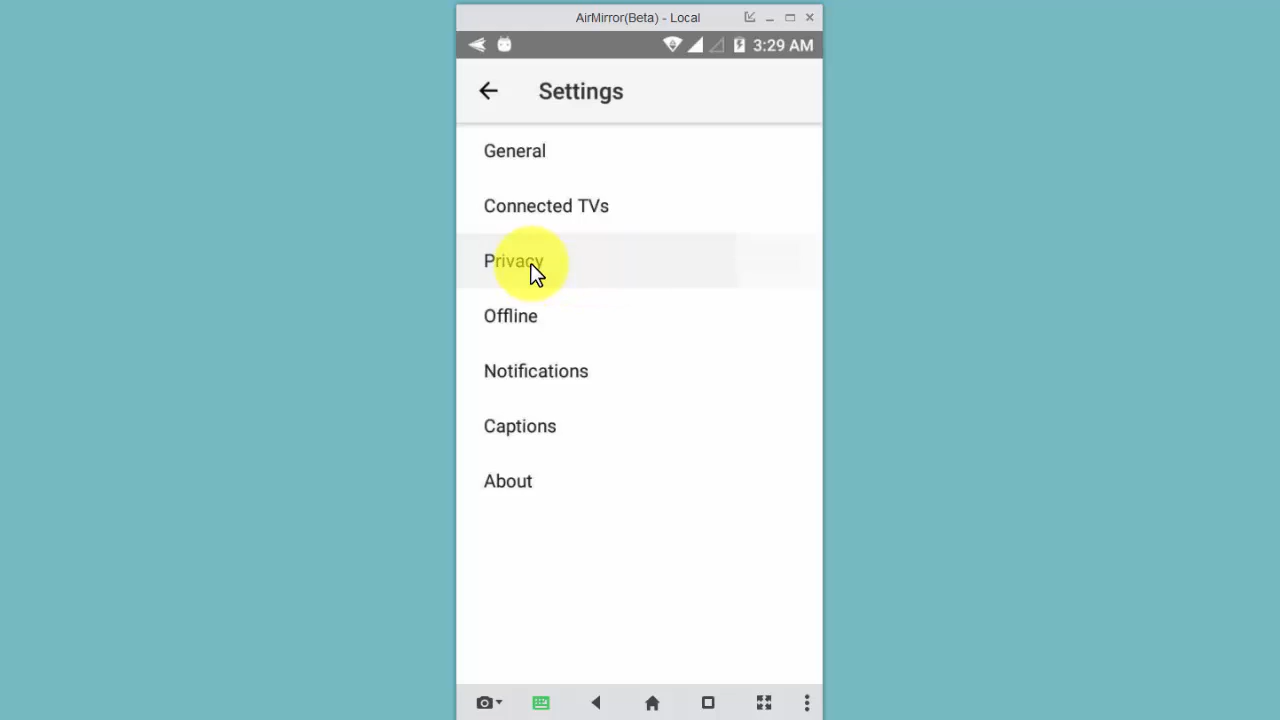 AirMirror(Beta) - Local
3:29 AM
Settings
General
Connected TVs
Privacy
Offline
Notifications
Captions
About